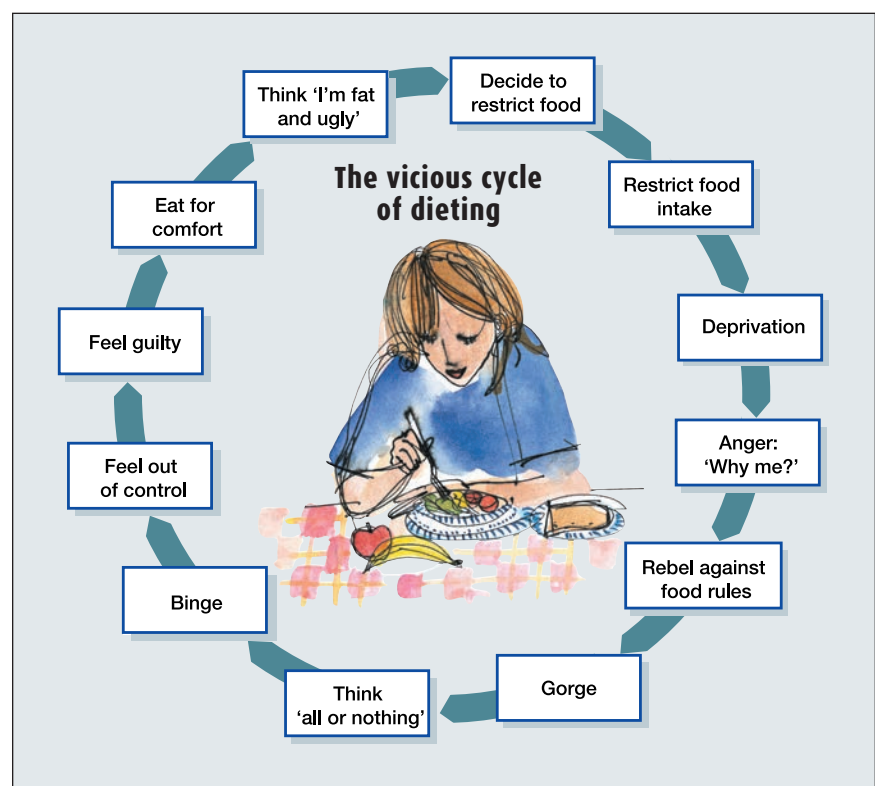 The vicious cycle
of dieting
Decide to
restrict food
Restrict food
intake
Deprivation
Anger:
‘Why me?’
Rebel against
food rules
Gorge
Think
‘all or nothing’
Binge
Feel out
of control
Feel guilty
Eat for
comfort
Think ‘I’m fat
and ugly’